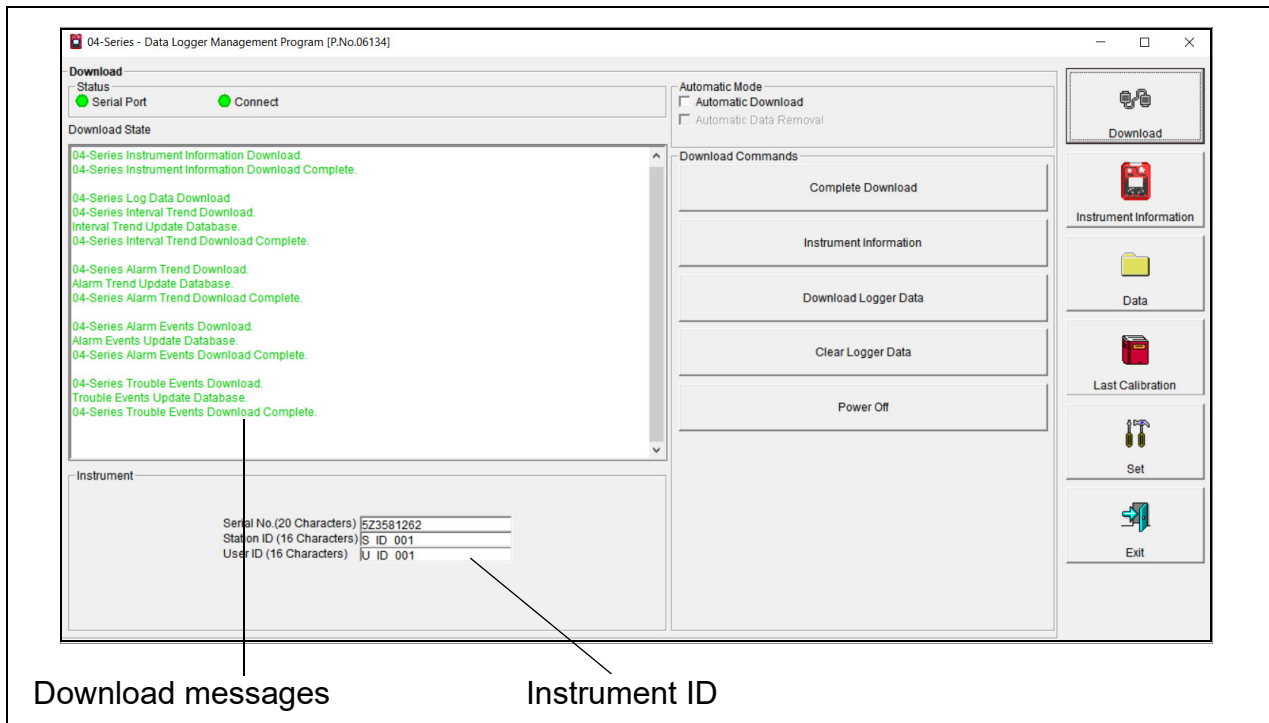 04-Series - Data Logger Management Program [P.No.06134]
Download
Status
Serial Port Connect
Download State
04-Series Instrument Information Download.
04-Series Instrument Information Download Complete.
04-Series Log Data Download
04-Series Interval Trend Download.
Interval Trend Update Database.
04-Series Interval Trend Download Complete.
04-Series Alarm Trend Download.
Alarm Trend Update Database.
04-Series Alarm Trend Download Complete.
04-Series Alarm Events Download.
Alarm Events Update Database.
04-Series Alarm Events Download Complete.
04-Series Trouble Events Download.
Trouble Events Update Database.
04-Series Trouble Events Download Complete.
Instrument
Serial No.(20 Characters) 5Z3581262
Station ID (16 Characters) S_ID_001
User ID (16 Characters) U_ID_001
Automatic Mode
Automatic Download
Automatic Data Removal
Download Commands
Complete Download
Instrument Information
Download Logger Data
Clear Logger Data
Power Off
Download
Instrument Information
Data
Last Calibration
Set
Exit
Download messages
Instrument ID